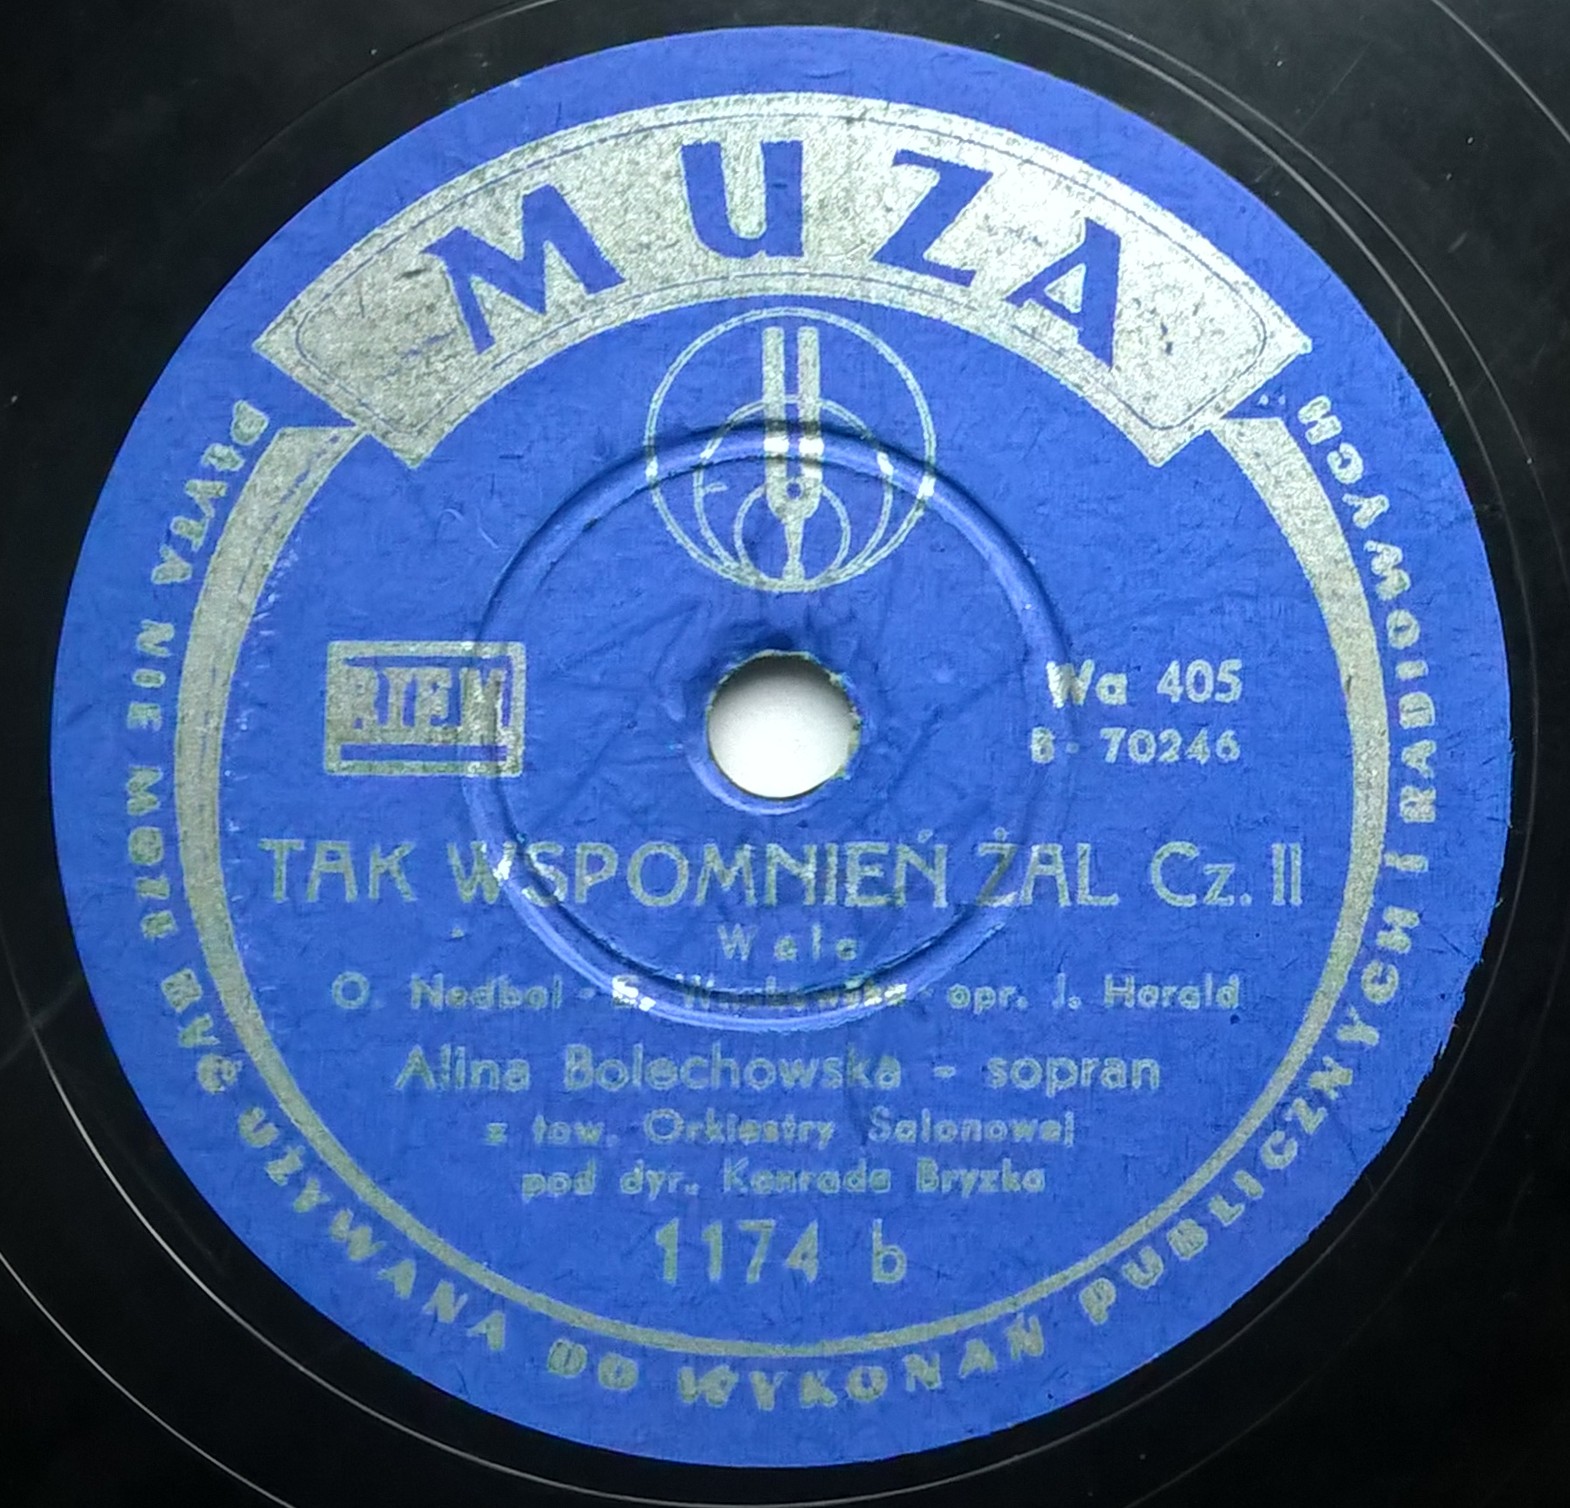 MUZA
BIEM
Wa 405
B - 70246
TAK WSPOMNIEŃ ŻAL Cz. II
Walc
O. Nedbal - E. opr. J. Harald
Alina Bolechowska - sopran
z tow. Orkiestry Salonowej
pod dyr. Konrada Bryzka
1174 b
PŁYTA NIE MOŻE BYĆ UŻYWANA DO WYKONAŃ PUBLICZNYCH I RADIOWYCH